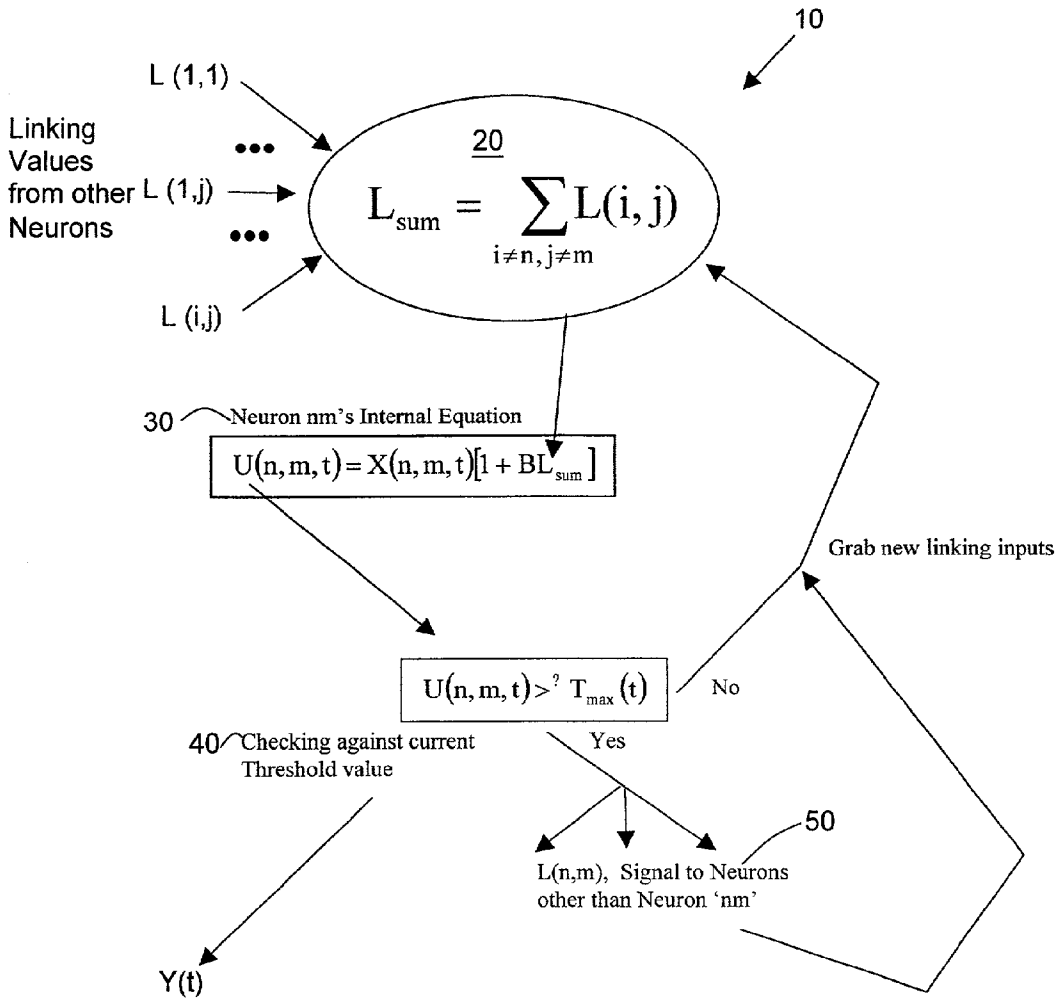 10
L (1,1)
Linking
Values
from other
Neurons
•••
L (1,j)
•••
L (i,j)
20
L_sum = ∑ L(i, j)
i≠n, j≠m
30
Neuron nm's Internal Equation
U(n, m, t) = X(n, m, t)[1 + BL_sum]
Grab new linking inputs
U(n, m, t) >? T_max (t)
No
40
Checking against current
Threshold value
Yes
50
L(n,m), Signal to Neurons
other than Neuron ‘nm’
Y(t)